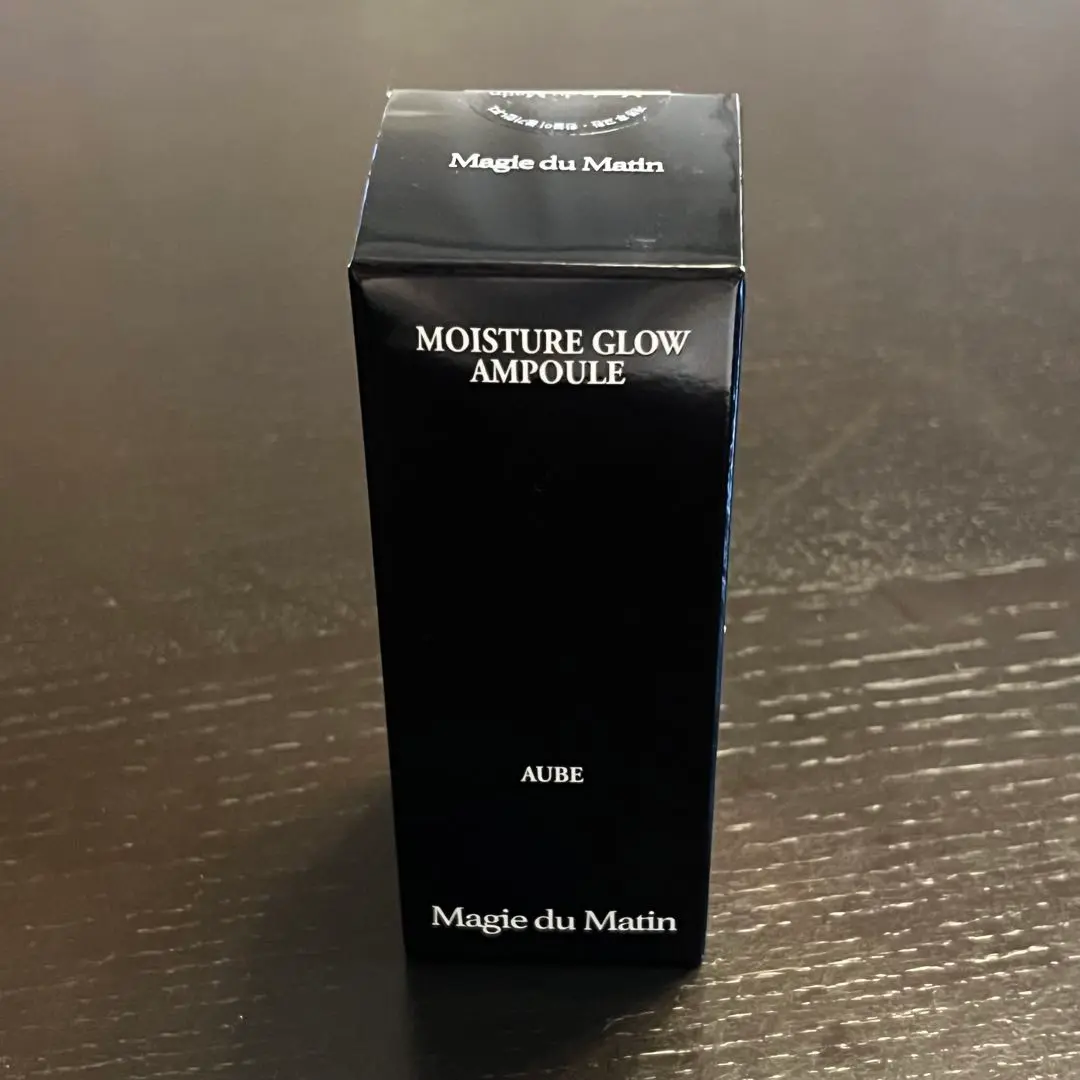 Magie du Matin
MOISTURE GLOW
AMPOULE
AUBE
Magie du Matin